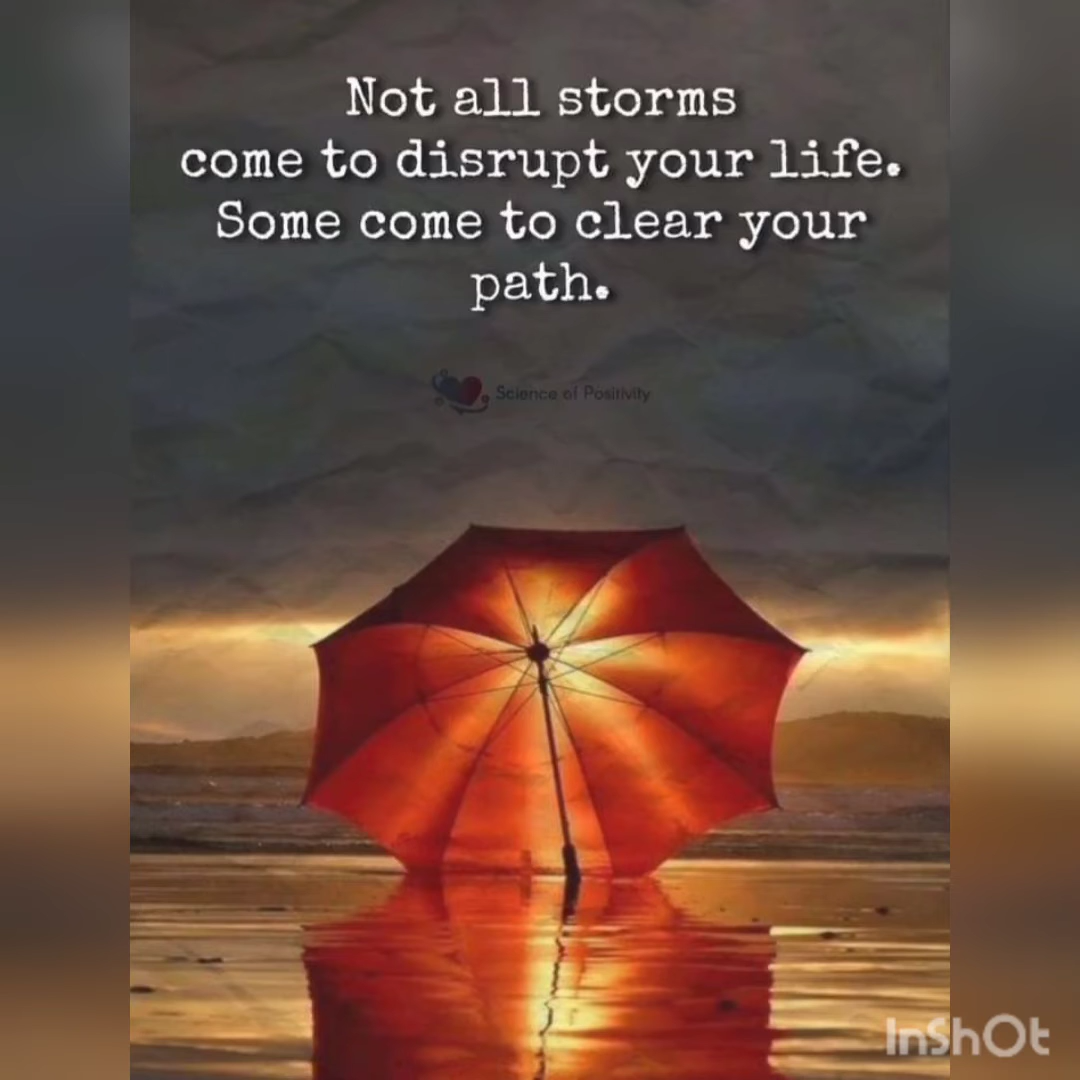 Not all storms
come to disrupt your life.
Some come to clear your
path.
Science of Positivity
InShOt